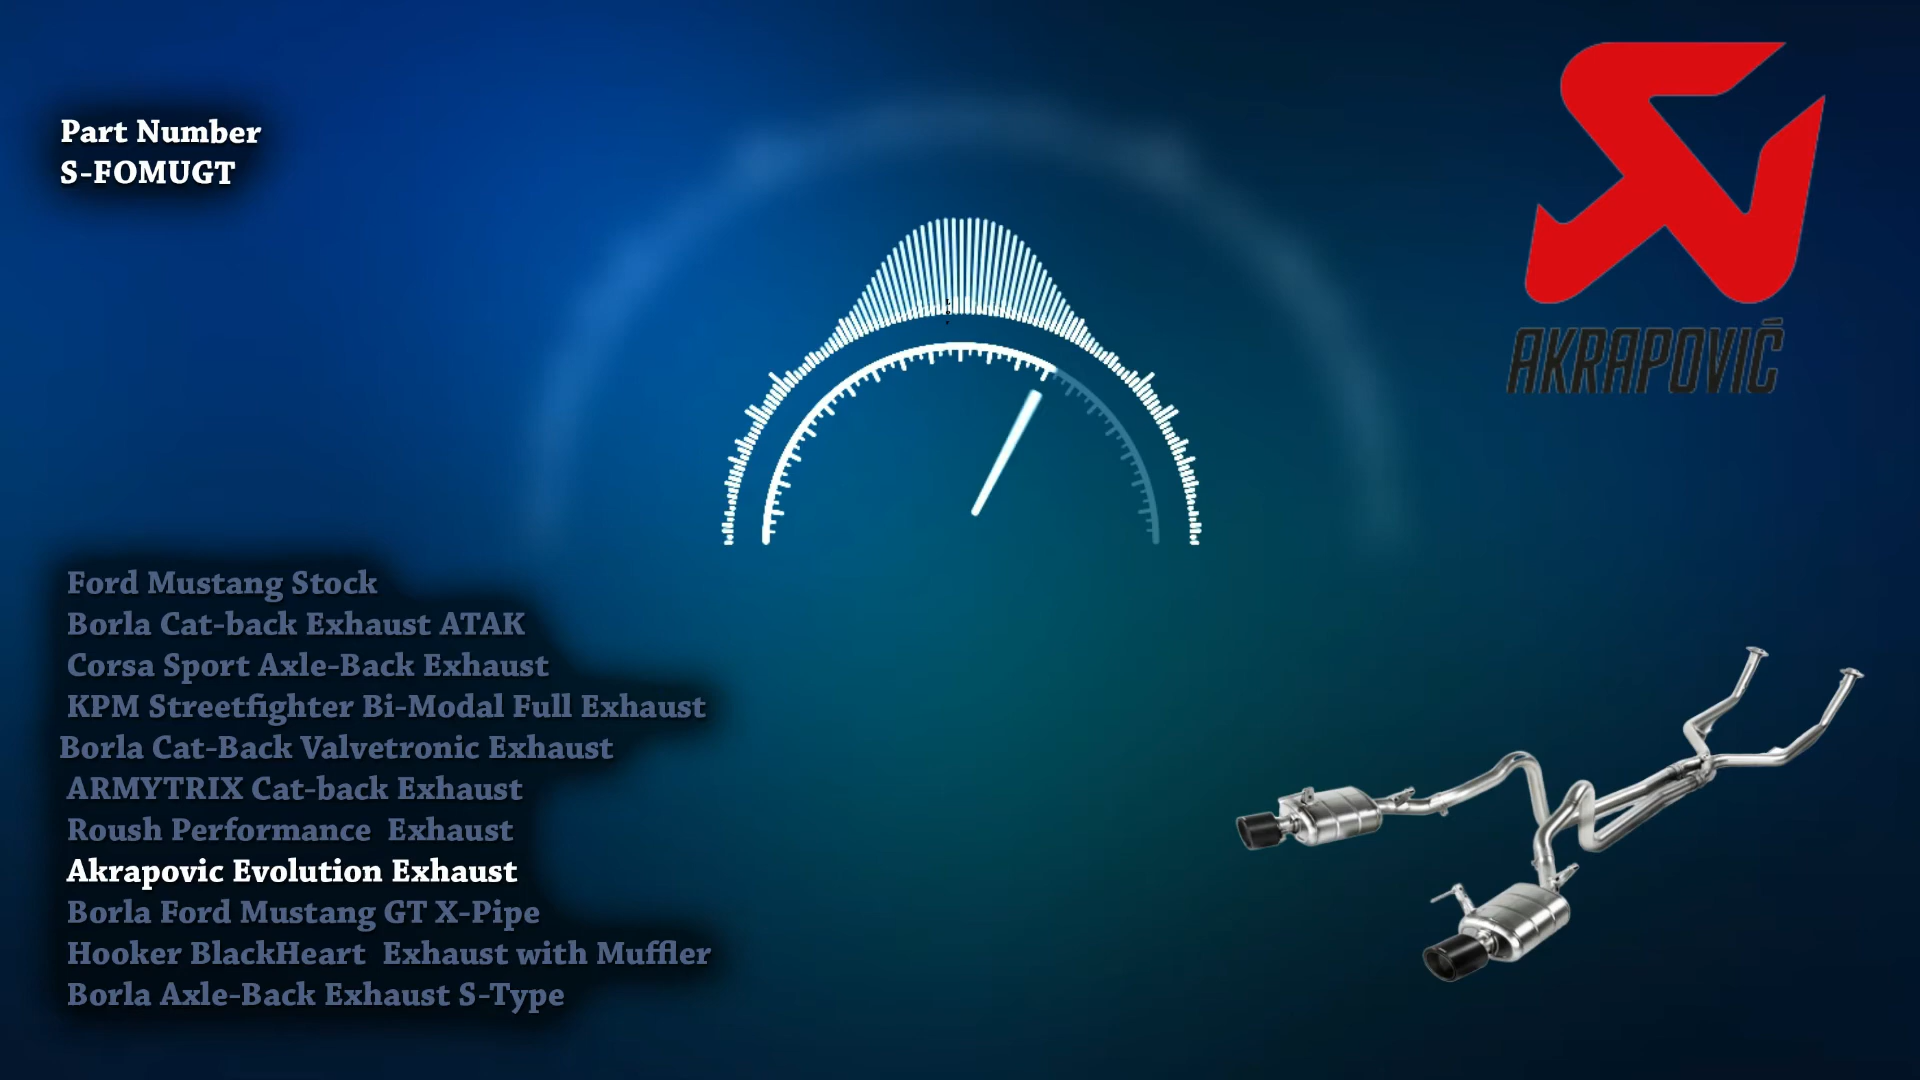 Part Number
S-FOMUGT
AKRAPOVIČ
Ford Mustang Stock
Borla Cat-back Exhaust ATAK
Corsa Sport Axle-Back Exhaust
KPM Streetfighter Bi-Modal Full Exhaust
Borla Cat-Back Valvetronic Exhaust
ARMYTRIX Cat-back Exhaust
Roush Performance  Exhaust
Akrapovic Evolution Exhaust
Borla Ford Mustang GT X-Pipe
Hooker BlackHeart  Exhaust with Muffler
Borla Axle-Back Exhaust S-Type